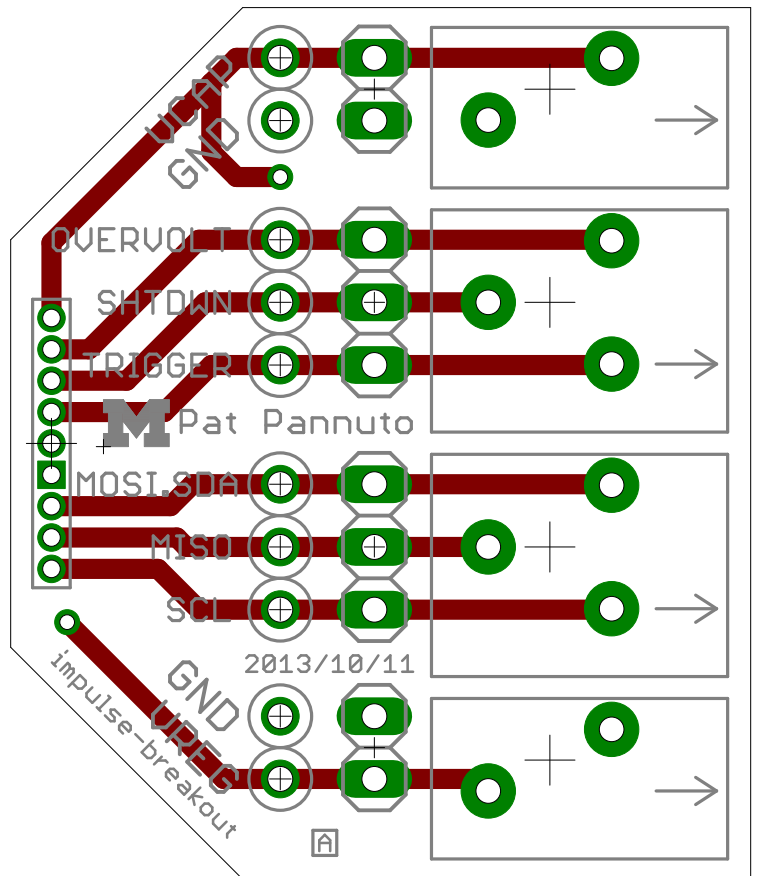 VCAP
GND
OVERVOLT
SHTDWN
TRIGGER
M Pat Pannuto
MOSI.SDA
MISO
SCL
2013/10/11
GND
VREG
impulse-breakout
A